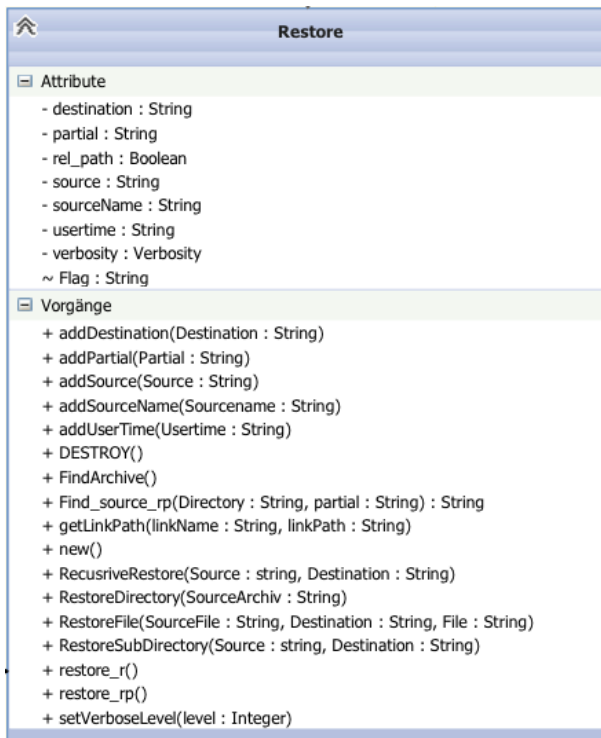 Restore
Attribute
- destination : String
- partial : String
- rel_path : Boolean
- source : String
- sourceName : String
- usertime : String
- verbosity : Verbosity
~ Flag : String
Vorgänge
+ addDestination(Destination : String)
+ addPartial(Partial : String)
+ addSource(Source : String)
+ addSourceName(Sourcename : String)
+ addUserTime(Usertime : String)
+ DESTROY()
+ FindArchive()
+ Find_source_rp(Directory : String, partial : String) : String
+ getLinkPath(linkName : String, linkPath : String)
+ new()
+ RecusriveRestore(Source : string, Destination : String)
+ RestoreDirectory(SourceArchiv : String)
+ RestoreFile(SourceFile : String, Destination : String, File : String)
+ RestoreSubDirectory(Source : string, Destination : String)
+ restore_r()
+ restore_rp()
+ setVerboseLevel(level : Integer)